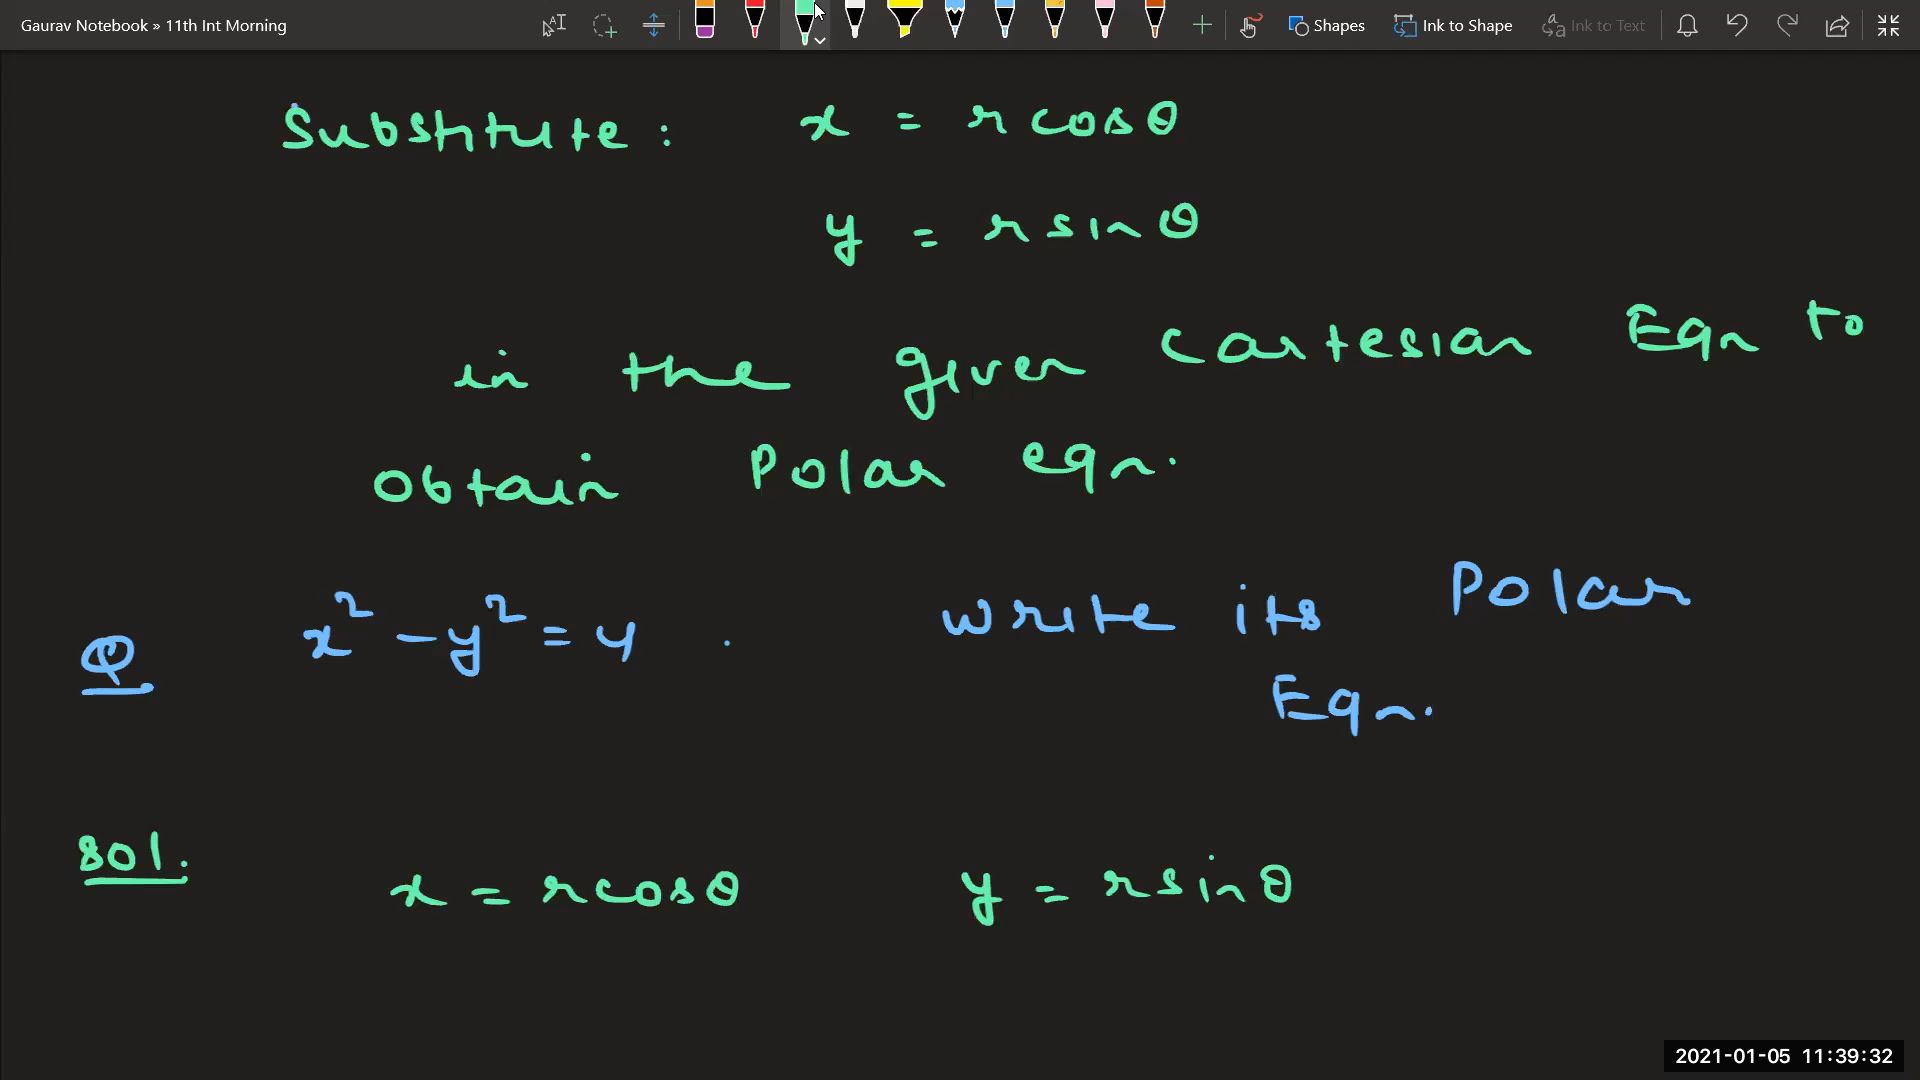 Gaurav Notebook » 11th Int Morning
Shapes Ink to Shape Ink to Text
Substitute: x = r cosθ
y = r sinθ
in the given cartesian Eqn to
obtain Polar eqn.
Q x² - y² = 4 . write its Polar
Eqn.
Sol. x = r cosθ y = r sinθ
2021-01-05 11:39:32